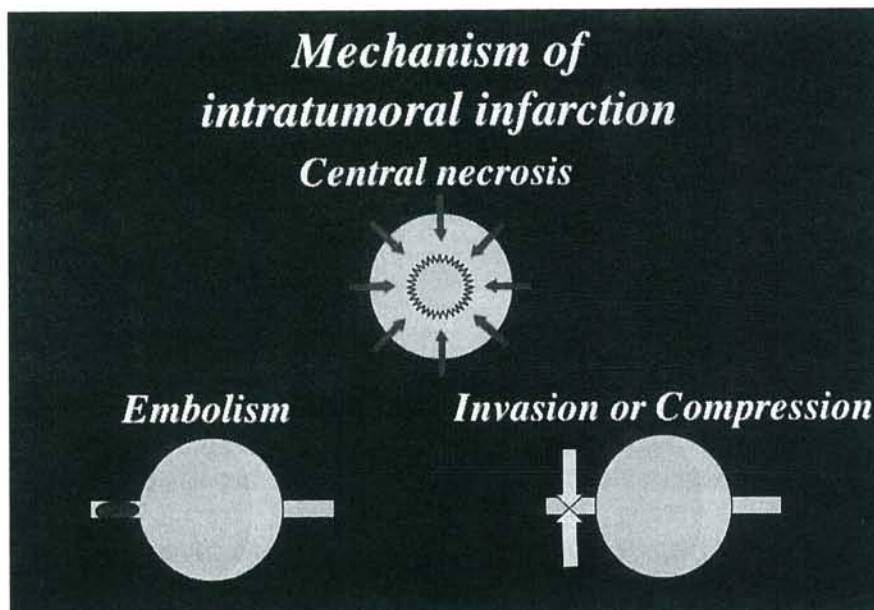 Mechanism of
intratumoral infarction
Central necrosis
Embolism
Invasion or Compression